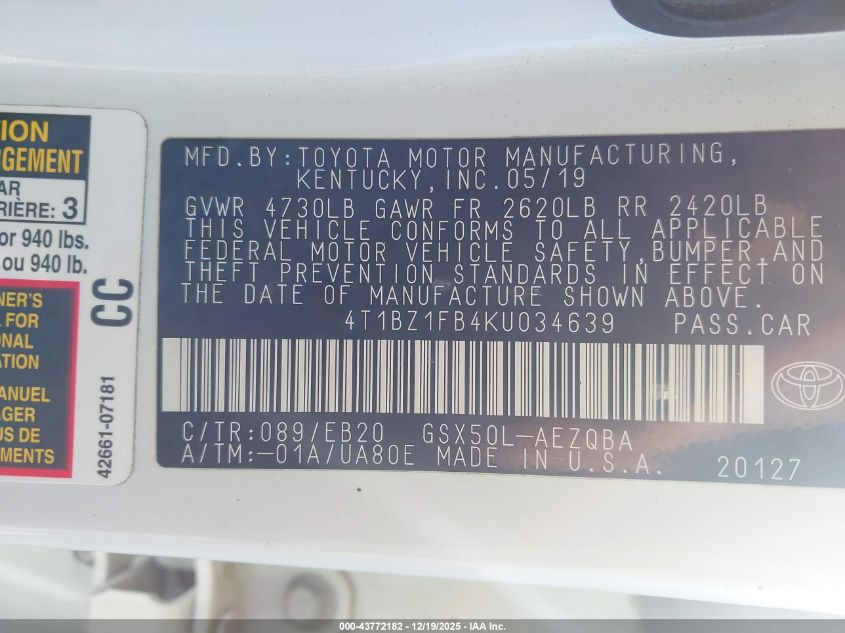 TION
RGEMENT
AR
RIÈRE: 3
or 940 lbs.
ou 940 lb.
NER'S
L FOR
ONAL
ATION
ANUEL
AGER
US DE
MENTS
CC
42661-07181
MFD.BY:TOYOTA MOTOR MANUFACTURING,
KENTUCKY,INC.05/19
GVWR 4730LB GAWR FR 2620LB RR 2420LB
THIS VEHICLE CONFORMS TO ALL APPLICABLE
FEDERAL MOTOR VEHICLE SAFETY,BUMPER,AND
THEFT PREVENTION STANDARDS IN EFFECT ON
THE DATE OF MANUFACTURE SHOWN ABOVE.
4T1BZ1FB4KU034639 PASS.CAR
C/TR:089/EB20 GSX50L-AEZQBA
A/TM:-01A/UA80E MADE IN U.S.A. 20127
000-43772182 - 12/19/2025 - IAA Inc.